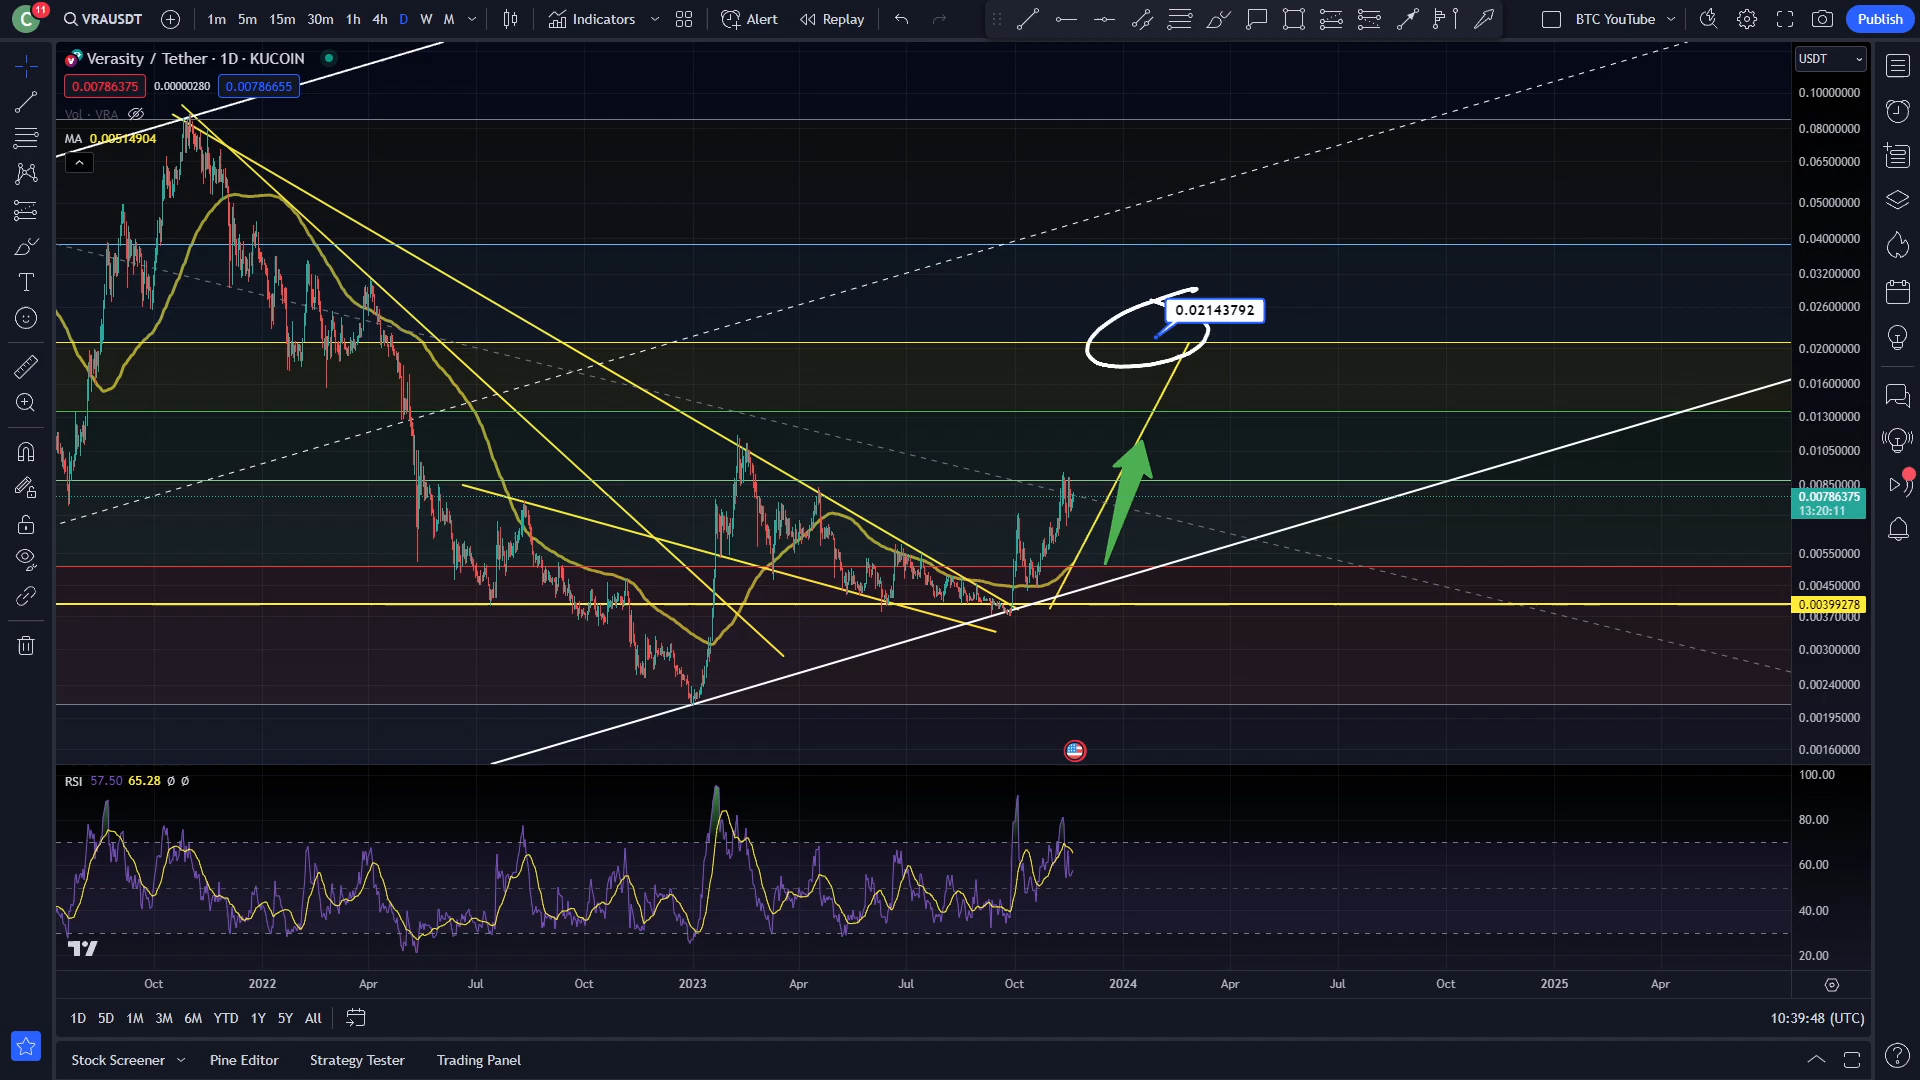 C 11 VRAUSDT 1m 5m 15m 30m 1h 4h D W M Indicators Alert Replay BTC YouTube Publish
Verasity / Tether · 1D · KUCOIN
USDT
0.00786375 0.00000280 0.00786655
Vol · VRA
MA 0.00514904
0.10000000
0.08000000
0.06500000
0.05000000
0.04000000
0.03200000
0.02600000
0.02143792
0.02000000
0.01600000
0.01300000
0.01050000
0.00850000
0.00786375
13:20:11
0.00550000
0.00450000
0.00399278
0.00370000
0.00300000
0.00240000
0.00195000
0.00160000
RSI 57.50 65.28 ø ø
100.00
80.00
60.00
40.00
20.00
Oct 2022 Apr Jul Oct 2023 Apr Jul Oct 2024 Apr Jul Oct 2025 Apr
1D 5D 1M 3M 6M YTD 1Y 5Y All 10:39:48 (UTC)
Stock Screener Pine Editor Strategy Tester Trading Panel